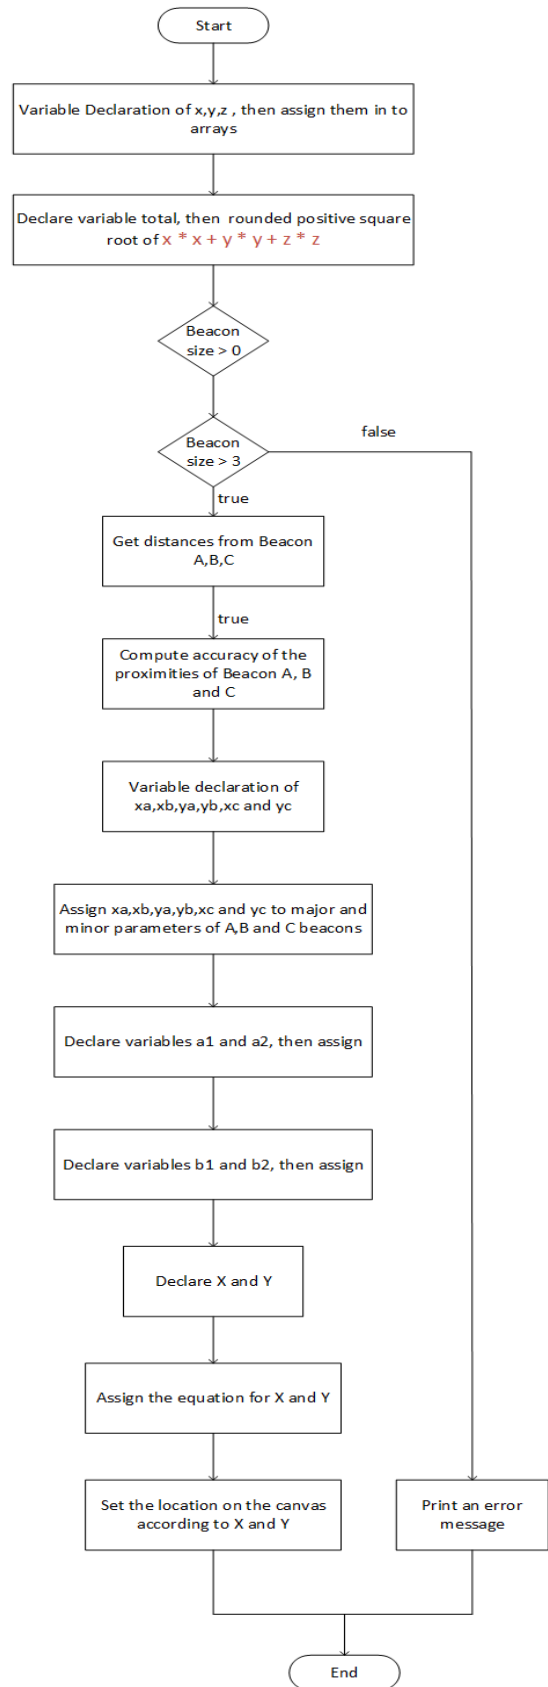 Start
Variable Declaration of x,y,z , then assign them in to
arrays
Declare variable total, then rounded positive square
root of x * x + y * y + z * z
Beacon
size > 0
Beacon
size > 3
false
true
Get distances from Beacon
A,B,C
true
Compute accuracy of the
proximities of Beacon A, B
and C
Variable declaration of
xa,xb,ya,yb,xc and yc
Assign xa,xb,ya,yb,xc and yc to major and
minor parameters of A,B and C beacons
Declare variables a1 and a2, then assign
Declare variables b1 and b2, then assign
Declare X and Y
Assign the equation for X and Y
Set the location on the canvas
according to X and Y
Print an error
message
End